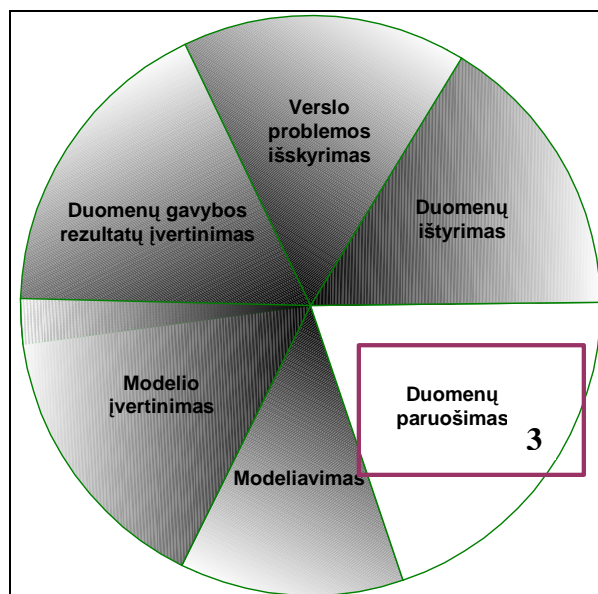 Verslo
problemos
išskyrimas
Duomenų
ištyrimas
Duomenų
paruošimas
3
Modeliavimas
Modelio
įvertinimas
Duomenų gavybos
rezultatų įvertinimas